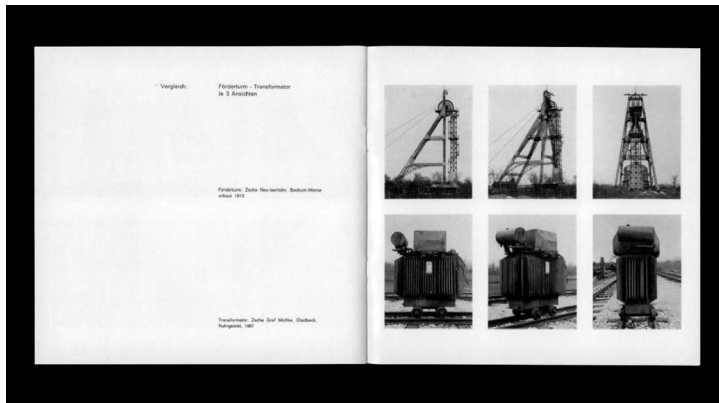 Vergleich:
Förderturm - Transformator
Je 3 Ansichten
Förderturm, Zeche Neu-Iserlohn, Bochum-Werne
erbaut 1913
Transformator, Zeche Graf Moltke, Gladbeck,
Ruhrgebiet, 1967